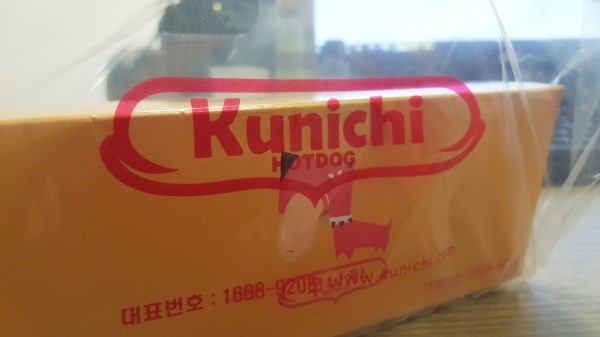 Kunichi
HOTDOG
대표번호 : 1688-9208
www.kunichi.com